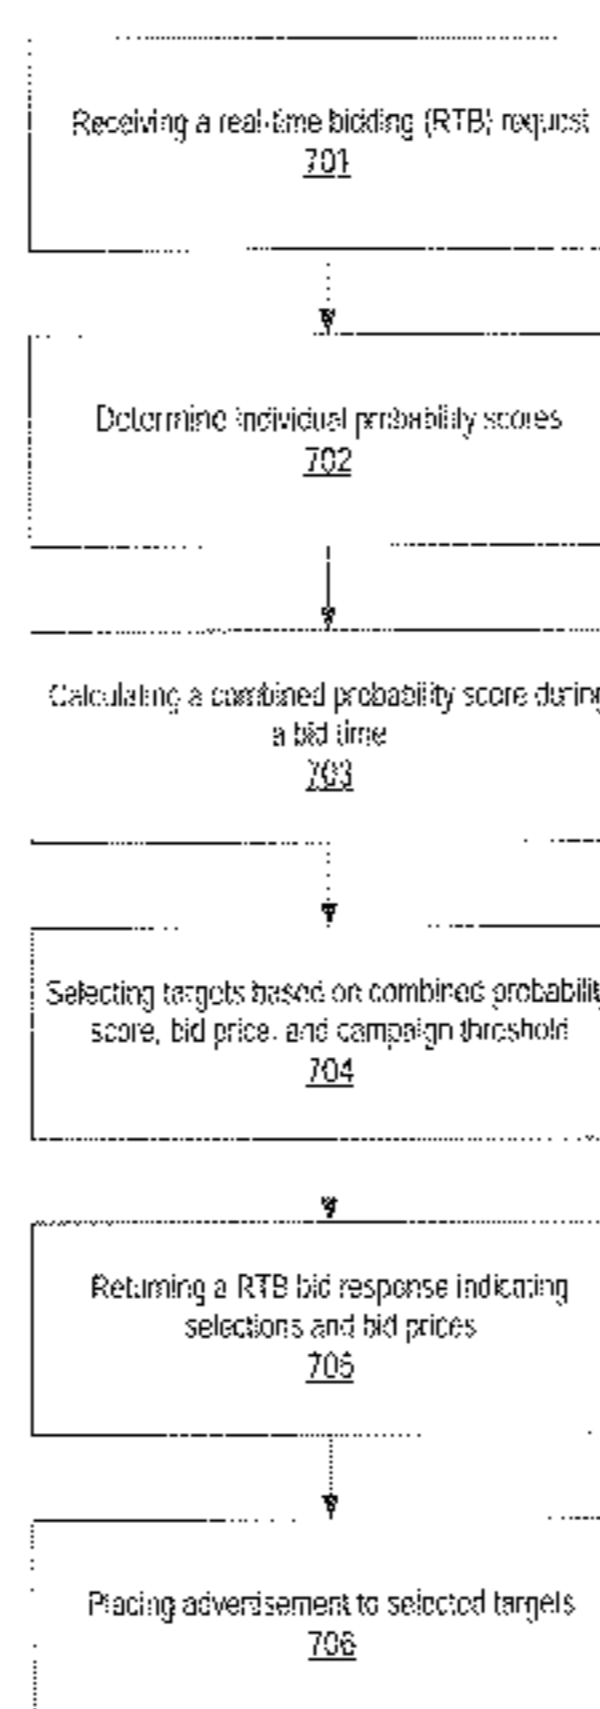 Receiving a real-time bidding (RTB) request
701
Determine individual probability scores
702
Calculating a combined probability score during
a bid time
703
Selecting targets based on combined probability
score, bid price, and campaign threshold
704
Returning a RTB bid response indicating
selections and bid prices
705
Placing advertisement to selected targets
706